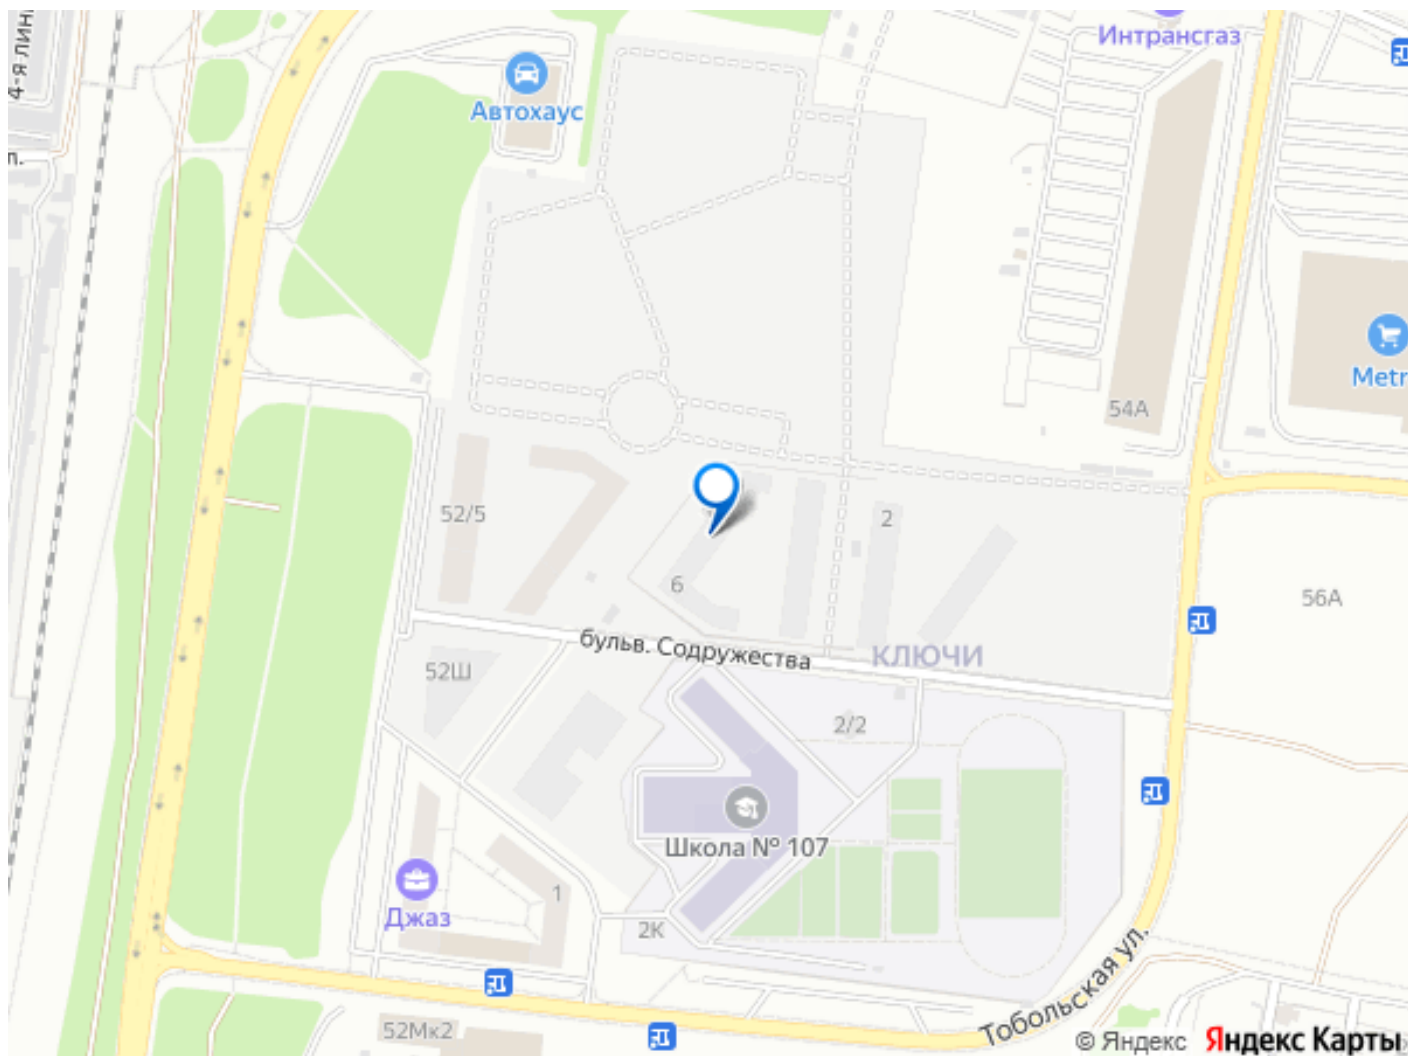 4-я лин
Интрансгаз
Автохаус
Metr
54А
52/5
2
6
56А
бульв. Содружества
КЛЮЧИ
52Ш
2/2
Школа № 107
1
Джаз
2К
Тобольская ул.
52Мк2
© Яндекс Яндекс Карты